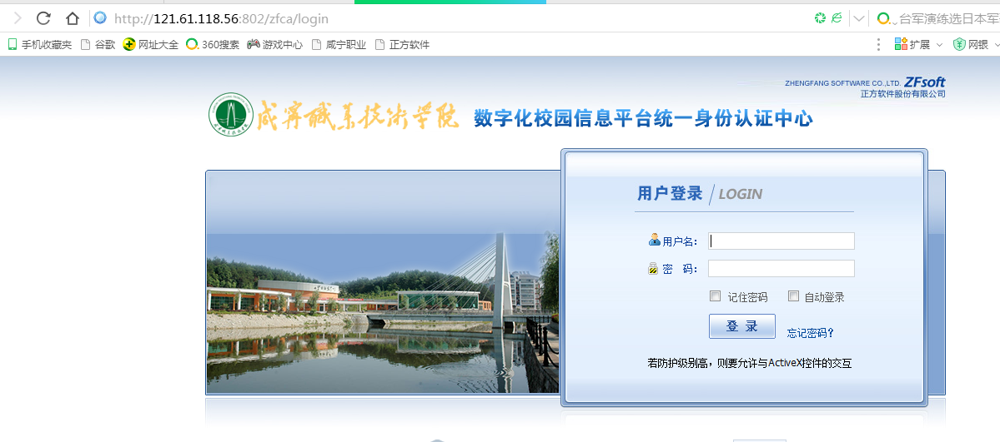 http://121.61.118.56:802/zfca/login
台军演练选日本军
手机收藏夹 谷歌 网址大全 360搜索 游戏中心 咸宁职业 正方软件 扩展 网银
ZHENGFANG SOFTWARE CO.,LTD. ZFsoft
正方软件股份有限公司
咸宁職業技術学院 数字化校园信息平台统一身份认证中心
用户登录 / LOGIN
用户名：
密 码：
记住密码 自动登录
登 录 忘记密码？
若防护级别高，则要允许与ActiveX控件的交互